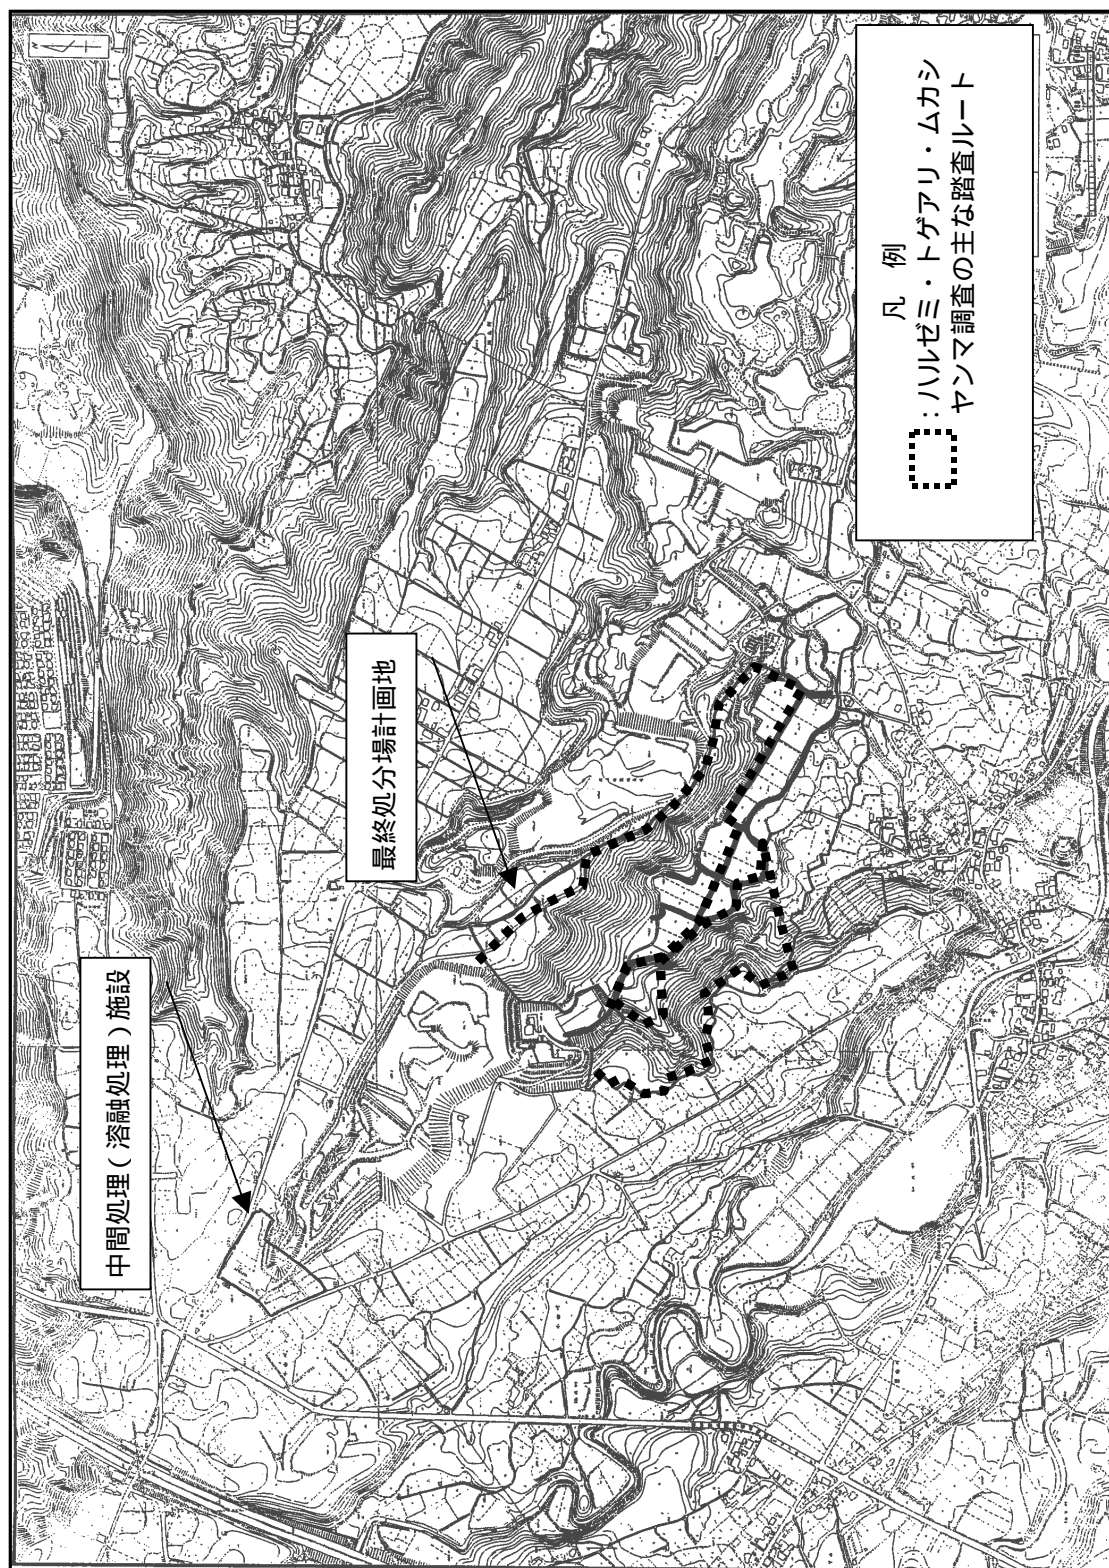 中間処理（溶融処理）施設
最終処分場計画地
凡　例
：ハルゼミ・トゲアリ・ムカシ
ヤンマ調査の主な踏査ルート